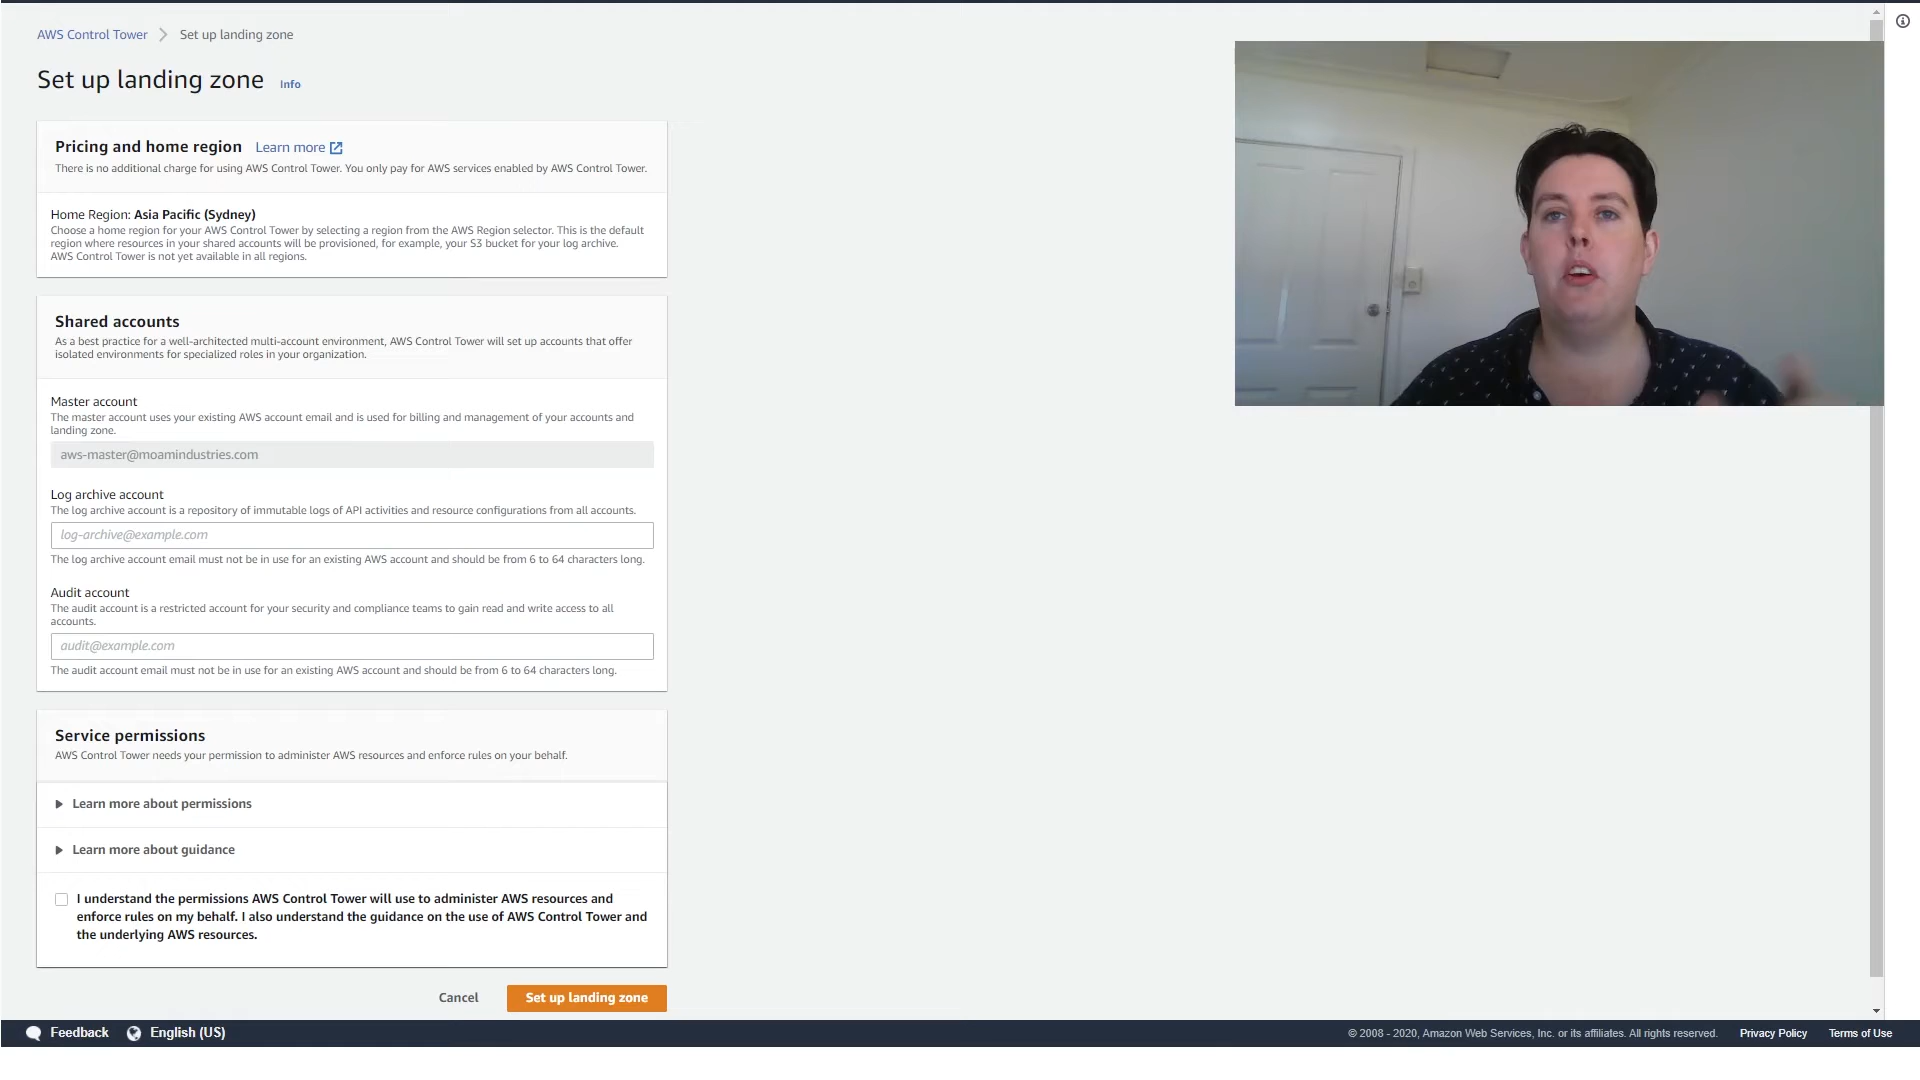 AWS Control Tower > Set up landing zone
Set up landing zone Info
Pricing and home region Learn more
There is no additional charge for using AWS Control Tower. You only pay for AWS services enabled by AWS Control Tower.
Home Region: Asia Pacific (Sydney)
Choose a home region for your AWS Control Tower by selecting a region from the AWS Region selector. This is the default
region where resources in your shared accounts will be provisioned, for example, your S3 bucket for your log archive.
AWS Control Tower is not yet available in all regions.
Shared accounts
As a best practice for a well-architected multi-account environment, AWS Control Tower will set up accounts that offer
isolated environments for specialized roles in your organization.
Master account
The master account uses your existing AWS account email and is used for billing and management of your accounts and
landing zone.
aws-master@moamindustries.com
Log archive account
The log archive account is a repository of immutable logs of API activities and resource configurations from all accounts.
log-archive@example.com
The log archive account email must not be in use for an existing AWS account and should be from 6 to 64 characters long.
Audit account
The audit account is a restricted account for your security and compliance teams to gain read and write access to all
accounts.
audit@example.com
The audit account email must not be in use for an existing AWS account and should be from 6 to 64 characters long.
Service permissions
AWS Control Tower needs your permission to administer AWS resources and enforce rules on your behalf.
Learn more about permissions
Learn more about guidance
I understand the permissions AWS Control Tower will use to administer AWS resources and
enforce rules on my behalf. I also understand the guidance on the use of AWS Control Tower and
the underlying AWS resources.
Cancel Set up landing zone
Feedback English (US) © 2008 - 2020, Amazon Web Services, Inc. or its affiliates. All rights reserved. Privacy Policy Terms of Use